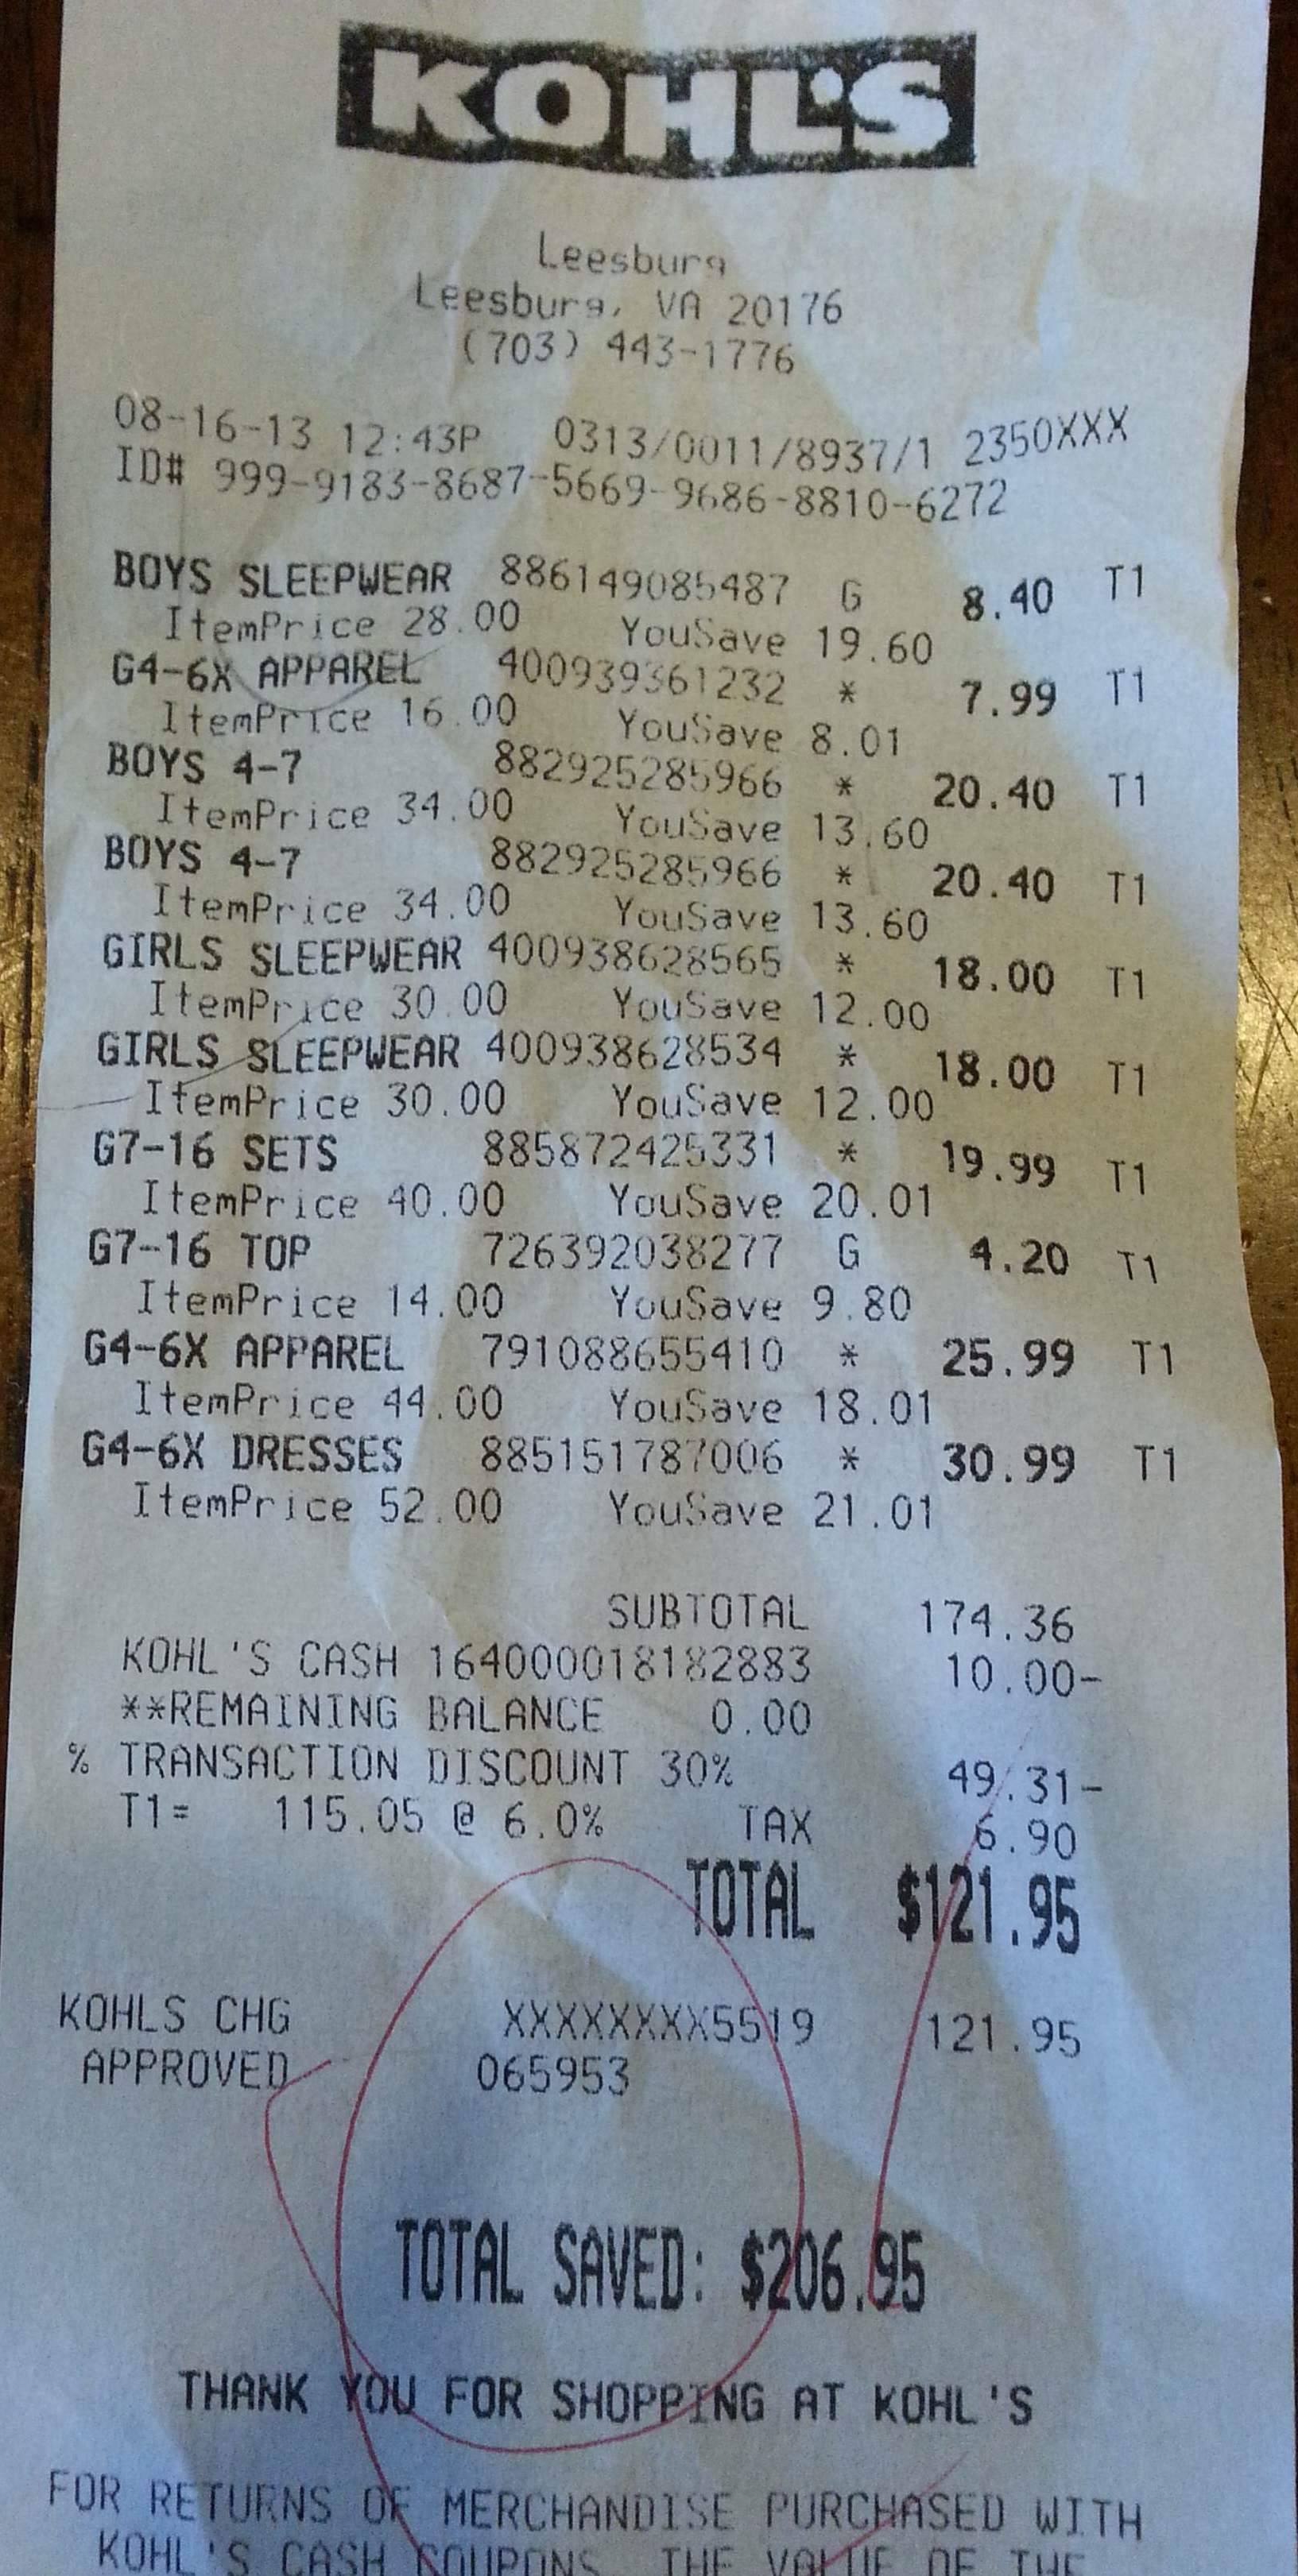 KOHL'S
Leesburg
Leesburg, VA 20176
(703) 443-1776
08-16-13 12:43P 0313/0011/8937/1 2350XXX
ID# 999-9183-8687-5669-9686-8810-6272
BOYS SLEEPWEAR 886149085487 G 8.40 T1
ItemPrice 28.00 YouSave 19.60
G4-6X APPAREL 400939361232 * 7.99 T1
ItemPrice 16.00 YouSave 8.01
BOYS 4-7 882925285966 * 20.40 T1
ItemPrice 34.00 YouSave 13.60
BOYS 4-7 882925285966 * 20.40 T1
ItemPrice 34.00 YouSave 13.60
GIRLS SLEEPWEAR 400938628565 * 18.00 T1
ItemPrice 30.00 YouSave 12.00
GIRLS SLEEPWEAR 400938628534 * 18.00 T1
ItemPrice 30.00 YouSave 12.00
G7-16 SETS 885872425331 * 19.99 T1
ItemPrice 40.00 YouSave 20.01
G7-16 TOP 726392038277 G 4.20 T1
ItemPrice 14.00 YouSave 9.80
G4-6X APPAREL 791088655410 * 25.99 T1
ItemPrice 44.00 YouSave 18.01
G4-6X DRESSES 885151787006 * 30.99 T1
ItemPrice 52.00 YouSave 21.01
SUBTOTAL 174.36
KOHL'S CASH 164000018182883 10.00-
**REMAINING BALANCE 0.00
% TRANSACTION DISCOUNT 30% 49.31-
T1= 115.05 @ 6.0% TAX 6.90
TOTAL $121.95
KOHLS CHG XXXXXXXX5519 121.95
APPROVED 065953
TOTAL SAVED: $206.95
THANK YOU FOR SHOPPING AT KOHL'S
FOR RETURNS OF MERCHANDISE PURCHASED WITH
KOHL'S CASH COUPONS, THE VALUE OF THE